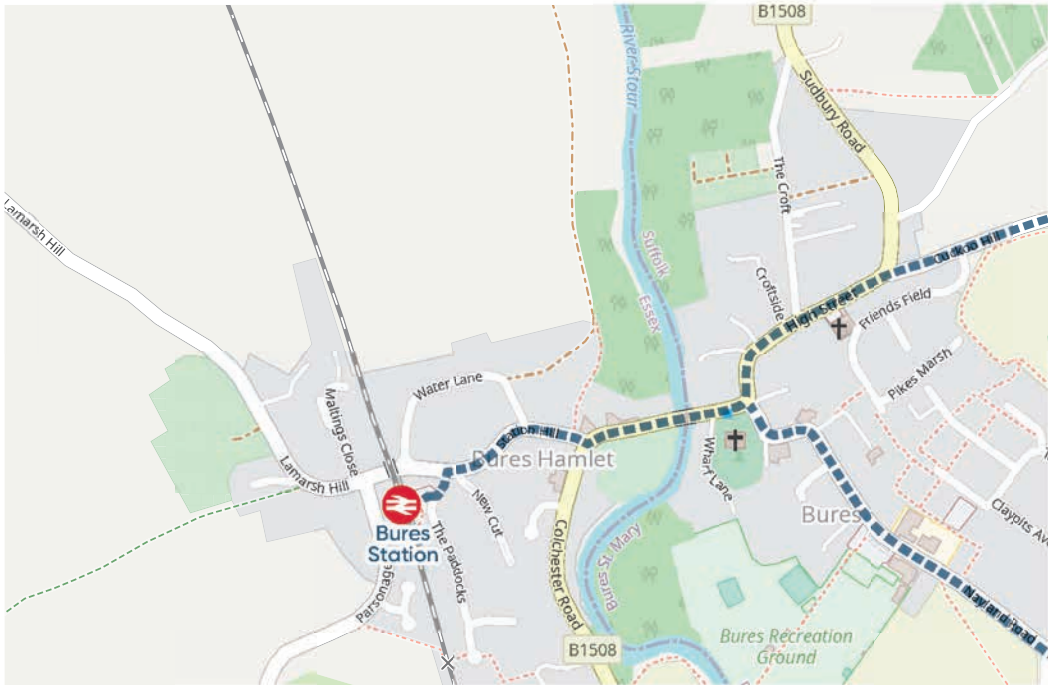 B1508
River Stour
Sudbury Road
The Croft
Lamarsh Hill
Suffolk
Essex
Cuckoo Hill
Croftside
High Street
Friends Field
Pikes Marsh
Water Lane
Maltings Close
Station Hill
Bures Hamlet
Wharf Lane
Lamarsh Hill
New Cut
Bures
Claypits Ave
Bures
Station
The Paddocks
Colchester Road
Bures St. Mary
Nayland Road
Parsonage
B1508
Bures Recreation
Ground